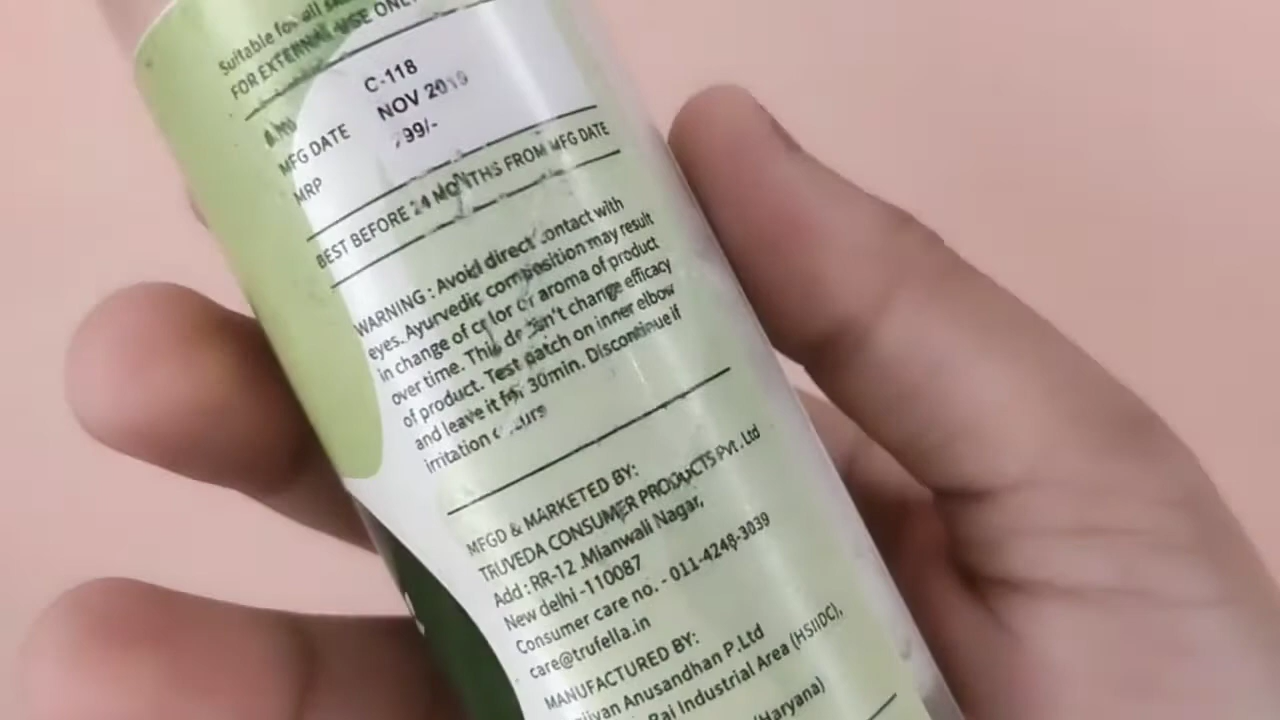 Suitable for all
FOR EXTERNAL USE ONLY
C-118
MFG DATE NOV 2019
MRP 99/-
BEST BEFORE 24 MONTHS FROM MFG DATE
WARNING : Avoid direct contact with
eyes. Ayurvedic composition may result
in change of color or aroma of product
over time. This doesn't change efficacy
of product. Test patch on inner elbow
and leave it for 30min. Discontinue if
irritation occurs
MFGD & MARKETED BY:
TRUVEDA CONSUMER PRODUCTS Pvt. Ltd
Add : RR-12 .Mianwali Nagar,
New delhi -110087
Consumer care no. - 011-4248-3039
care@trufella.in
MANUFACTURED BY:
Anusandhan P.Ltd
Rai Industrial Area (HSIIDC),
(Haryana)